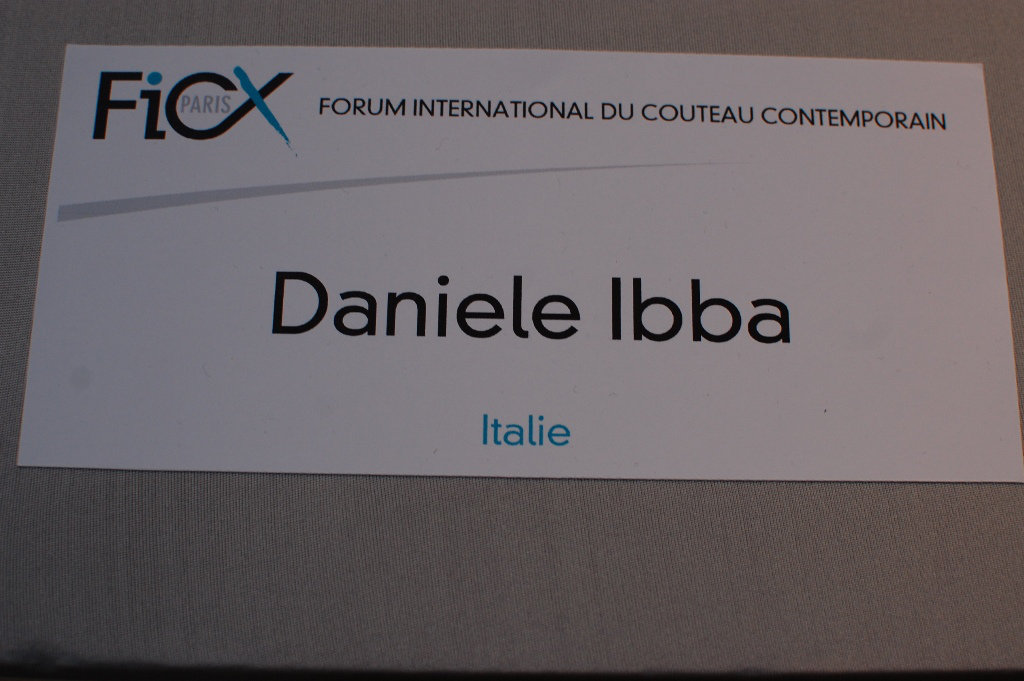 FiCX PARIS FORUM INTERNATIONAL DU COUTEAU CONTEMPORAIN
Daniele Ibba
Italie